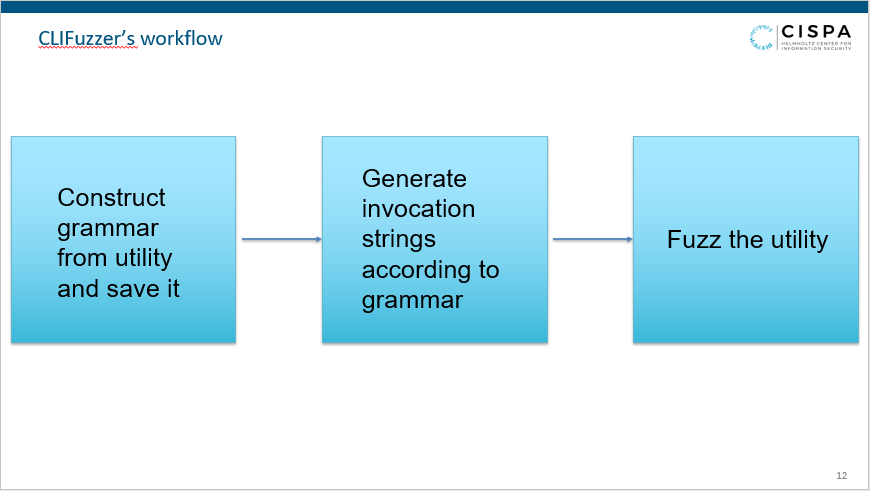 CLIFuzzer's workflow
CISPA
HELMHOLTZ CENTER FOR
INFORMATION SECURITY
Construct
grammar
from utility
and save it
Generate
invocation
strings
according to
grammar
Fuzz the utility
12